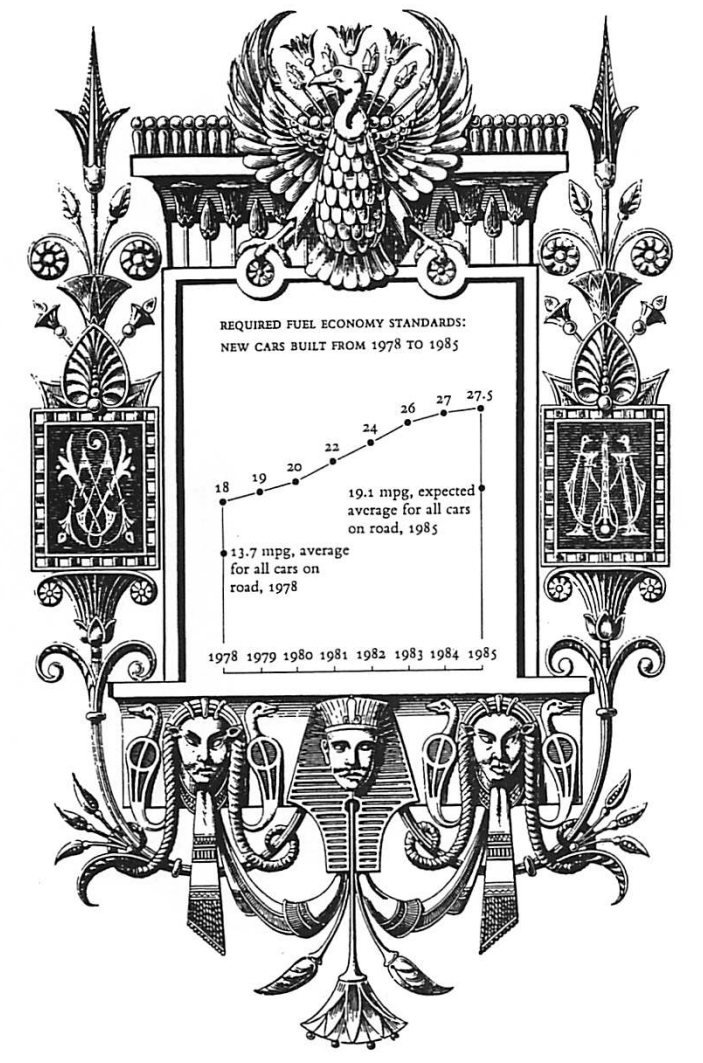 REQUIRED FUEL ECONOMY STANDARDS:
NEW CARS BUILT FROM 1978 TO 1985
18
19
20
22
24
26
27
27.5
19.1 mpg, expected
average for all cars
on road, 1985
13.7 mpg, average
for all cars on
road, 1978
1978 1979 1980 1981 1982 1983 1984 1985